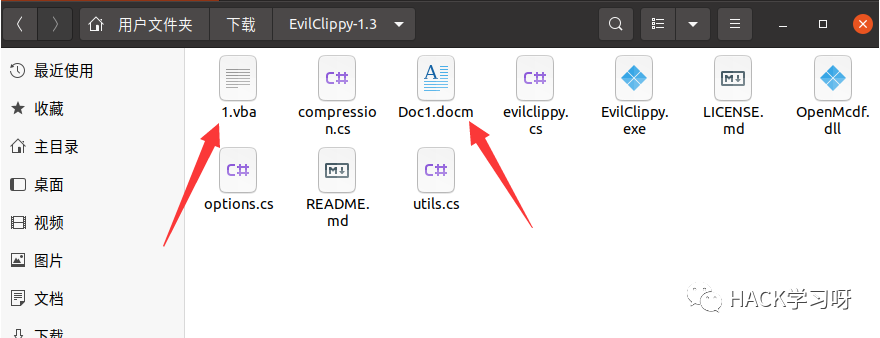 用户文件夹 下载 EvilClippy-1.3
最近使用
收藏
主目录
桌面
视频
图片
文档
下载
1.vba
compression.cs
Doc1.docm
evilclippy.cs
EvilClippy.exe
LICENSE.md
OpenMcdf.dll
options.cs
README.md
utils.cs
HACK学习呀